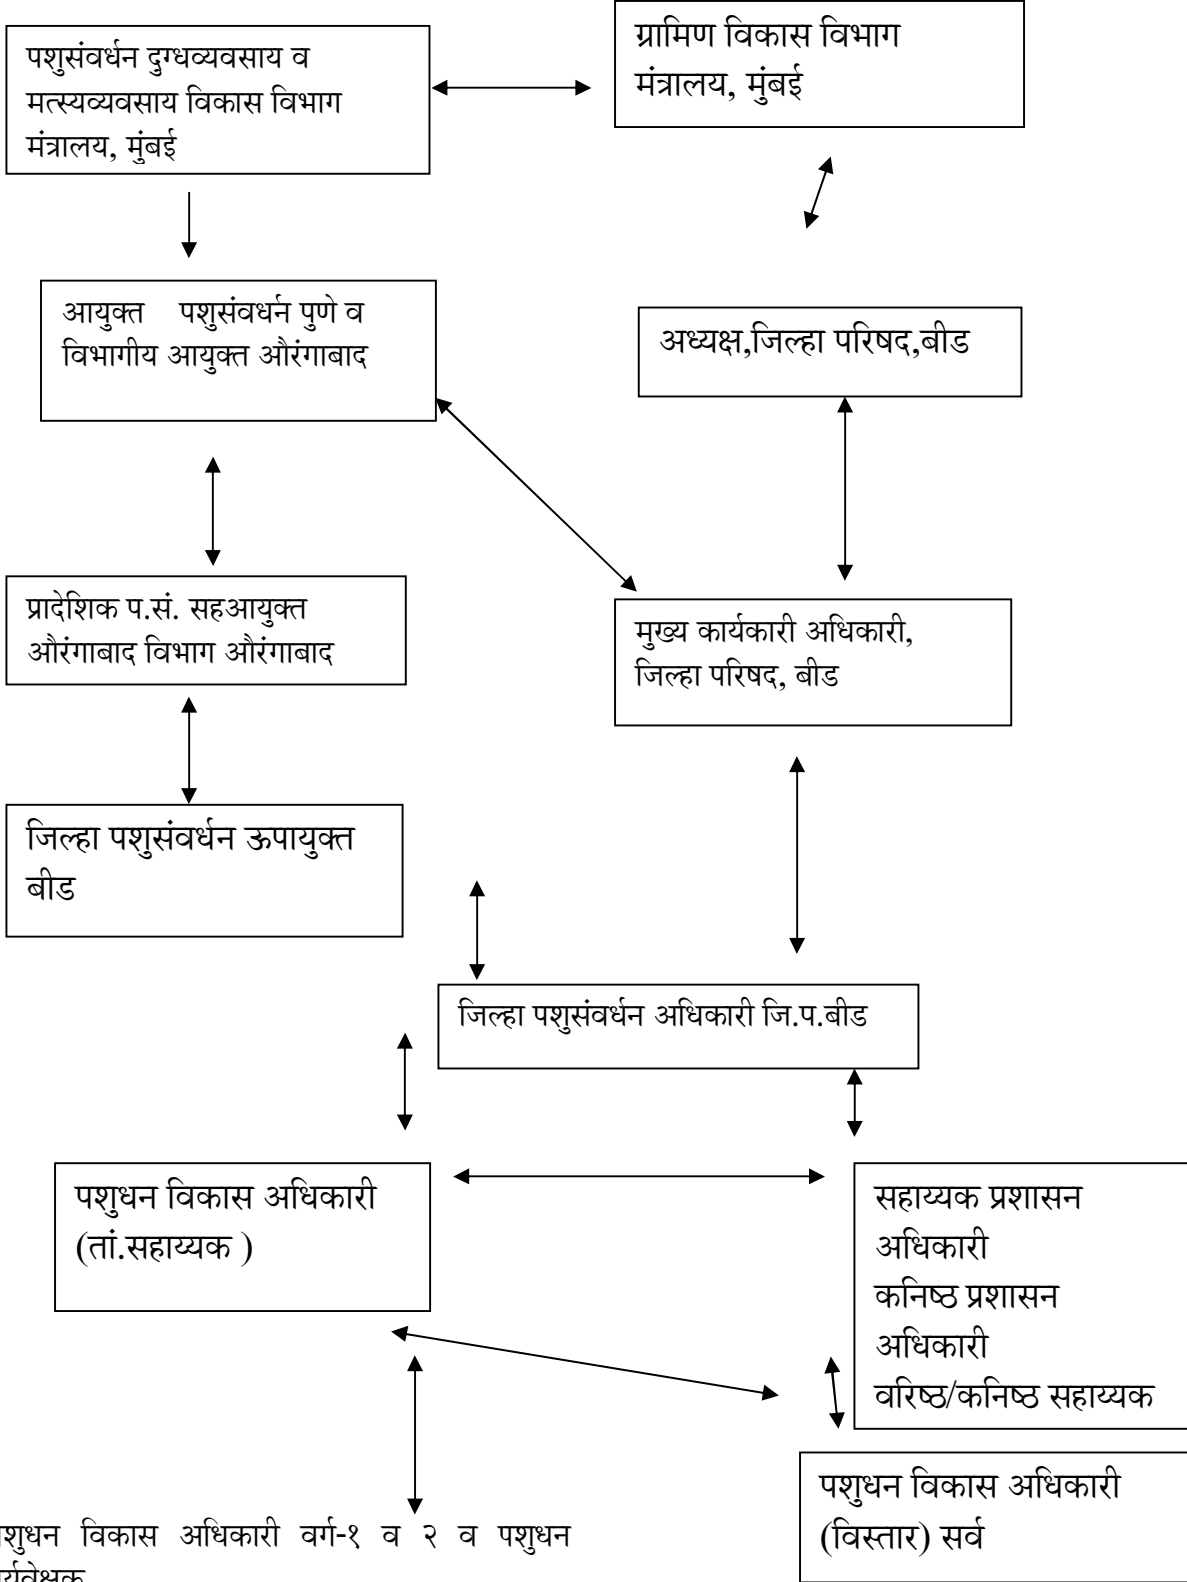 पशुसंवर्धन दुग्धव्यवसाय व
मत्स्यव्यवसाय विकास विभाग
मंत्रालय, मुंबई
ग्रामिण विकास विभाग
मंत्रालय, मुंबई
आयुक्त पशुसंवर्धन पुणे व
विभागीय आयुक्त औरंगाबाद
अध्यक्ष,जिल्हा परिषद,बीड
प्रादेशिक प.सं. सहआयुक्त
औरंगाबाद विभाग औरंगाबाद
मुख्य कार्यकारी अधिकारी,
जिल्हा परिषद, बीड
जिल्हा पशुसंवर्धन ऊपायुक्त
बीड
जिल्हा पशुसंवर्धन अधिकारी जि.प.बीड
पशुधन विकास अधिकारी
(तां.सहाय्यक )
सहाय्यक प्रशासन
अधिकारी
कनिष्ठ प्रशासन
अधिकारी
वरिष्ठ/कनिष्ठ सहाय्यक
पशुधन विकास अधिकारी
(विस्तार) सर्व
विकास अधिकारी वर्ग-१ व २ व पशुधन